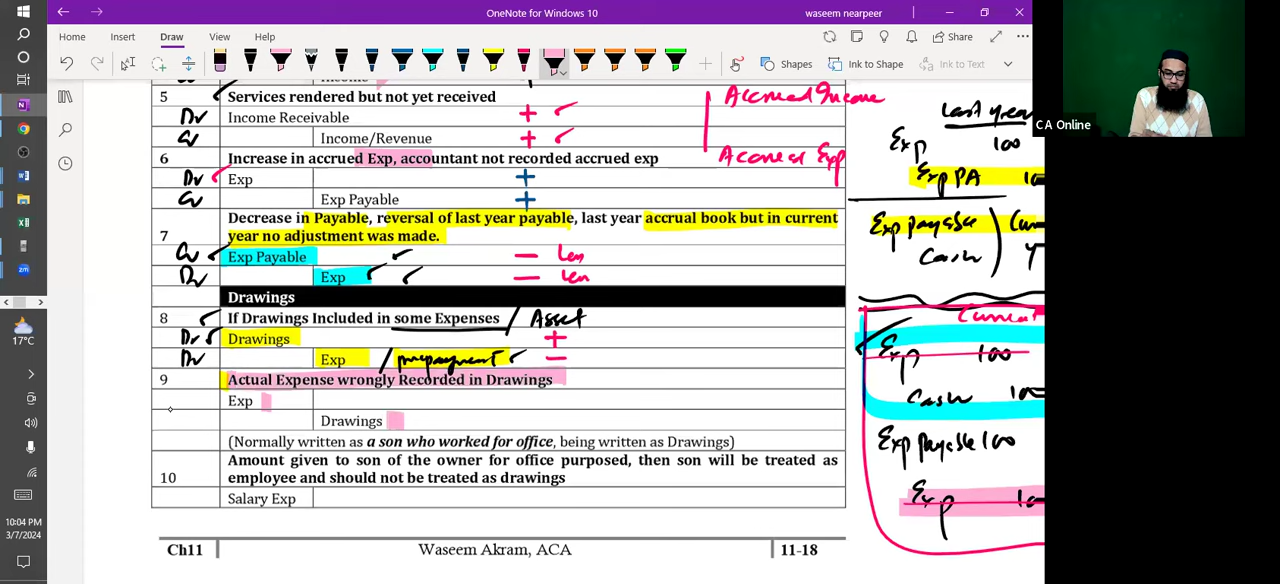 OneNote for Windows 10
waseem nearpeer
Home Insert Draw View Help
Share
Shapes Ink to Shape Ink to Text
Income
5 Services rendered but not yet received
Dr Income Receivable +
Cr Income/Revenue +
Accrued Income
6 Increase in accrued Exp, accountant not recorded accrued exp
Accrued Exp
Dr Exp +
Cr Exp Payable +
7 Decrease in Payable, reversal of last year payable, last year accrual book but in current
year no adjustment was made.
Exp Payable –
Exp –
Drawings
8 If Drawings Included in some Expenses / Asset
Dr Drawings +
Exp / prepayment –
9 Actual Expense wrongly Recorded in Drawings
Exp
Drawings
(Normally written as a son who worked for office, being written as Drawings)
10 Amount given to son of the owner for office purposed, then son will be treated as
employee and should not be treated as drawings
Salary Exp
Ch11 Waseem Akram, ACA 11-18
last year
Exp 100
Exp PA
Exp payable
Cash
Exp 100
Cash
Exp payable 100
Exp
CA Online
17°C
10:04 PM
3/7/2024